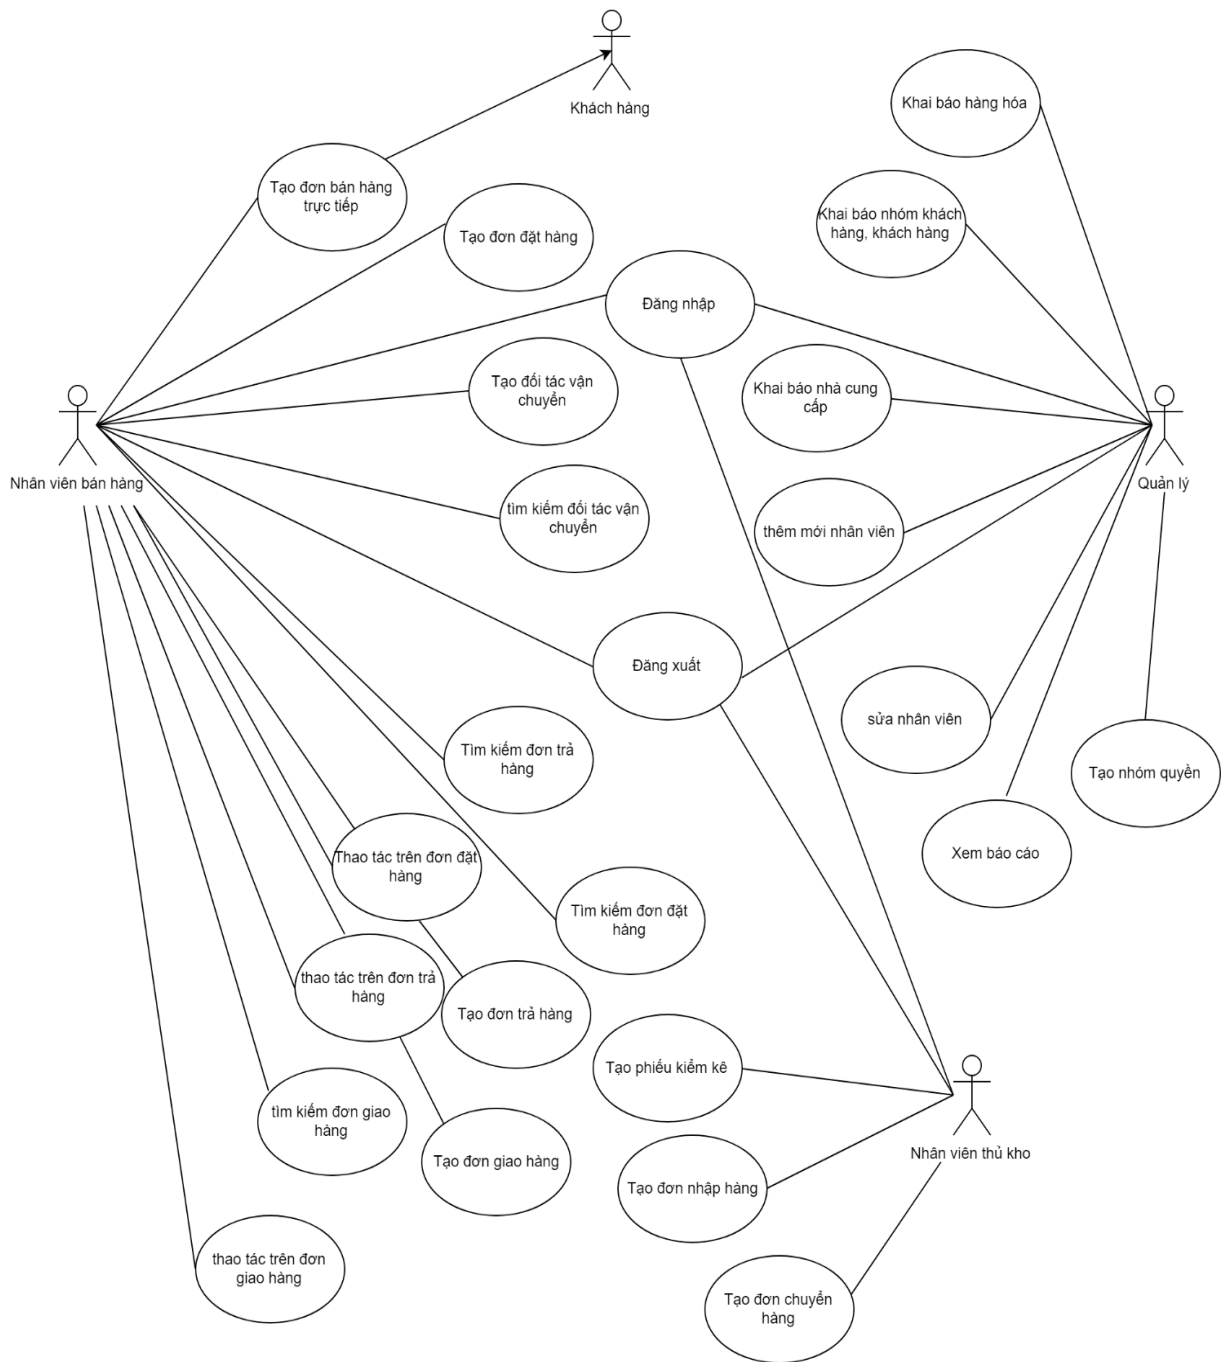 Khách hàng
Khai báo hàng hóa
Tạo đơn bán hàng
trực tiếp
Khai báo nhóm khách
hàng, khách hàng
Tạo đơn đặt hàng
Đăng nhập
Tạo đối tác vận
chuyển
Khai báo nhà cung
cấp
Nhân viên bán hàng
Quản lý
tìm kiếm đối tác vận
chuyển
thêm mới nhân viên
Đăng xuất
sửa nhân viên
Tìm kiếm đơn trả
hàng
Tạo nhóm quyền
Thao tác trên đơn đặt
hàng
Xem báo cáo
Tìm kiếm đơn đặt
hàng
thao tác trên đơn trả
hàng
Tạo đơn trả hàng
Tạo phiếu kiểm kê
tìm kiếm đơn giao
hàng
Tạo đơn giao hàng
Nhân viên thủ kho
Tạo đơn nhập hàng
thao tác trên đơn
giao hàng
Tạo đơn chuyển
hàng